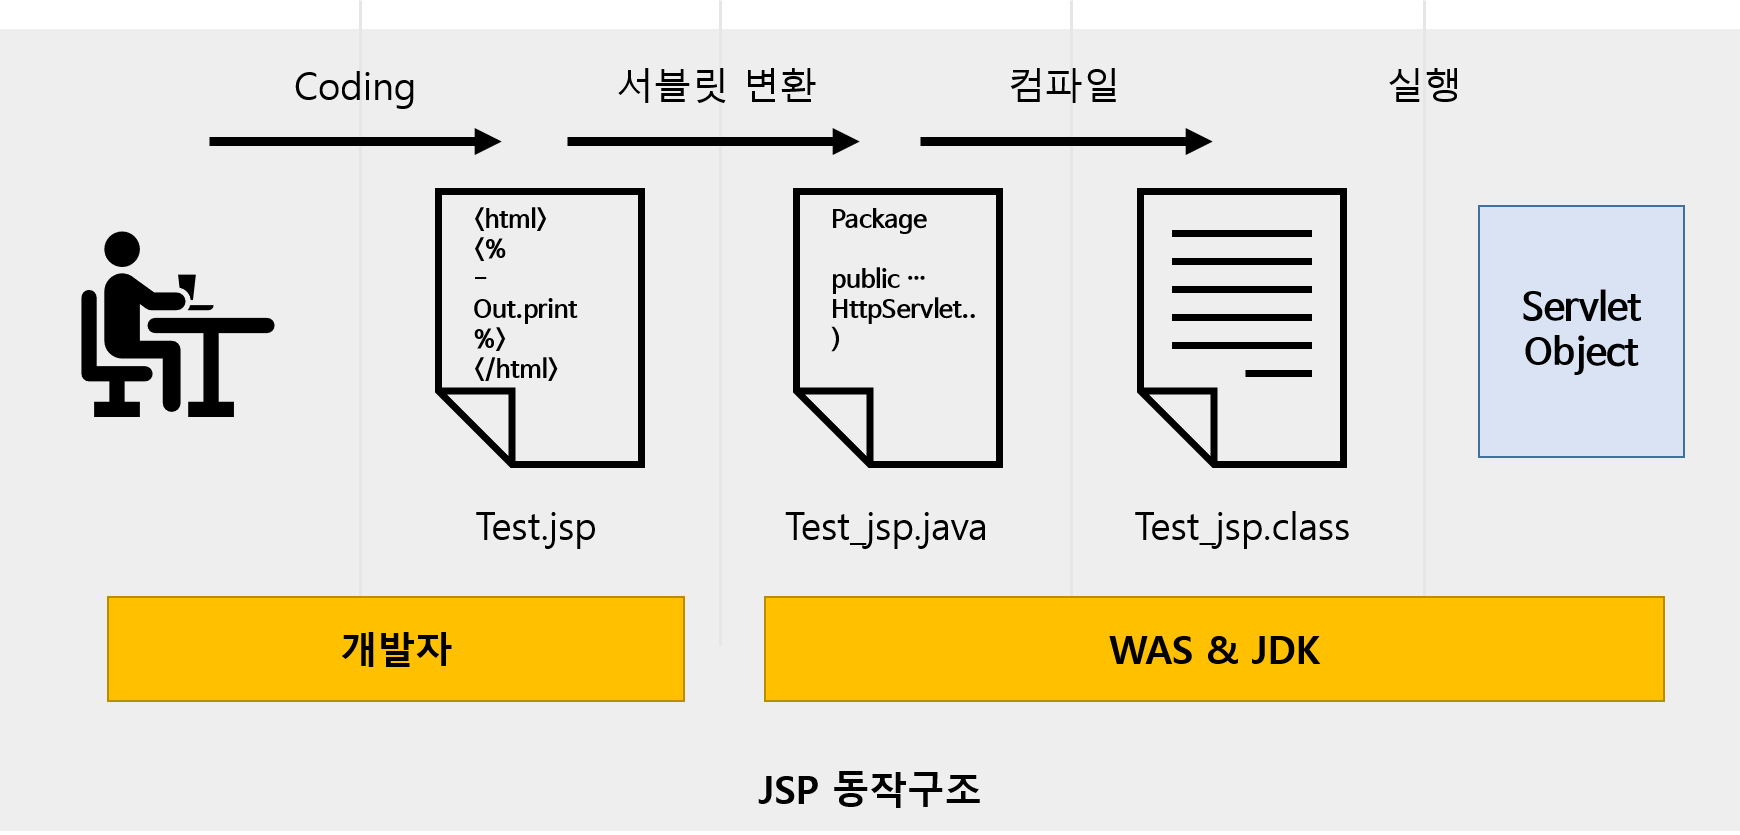 Coding
서블릿 변환
컴파일
실행
<html>
<%
-
Out.print
%>
</html>
Package
public ···
HttpServlet..
)
Servlet
Object
Test.jsp
Test_jsp.java
Test_jsp.class
개발자
WAS & JDK
JSP 동작구조